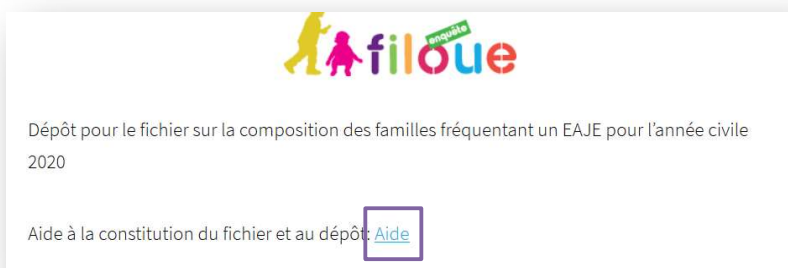 enquête
filoue
Dépôt pour le fichier sur la composition des familles fréquentant un EAJE pour l’année civile
2020
Aide à la constitution du fichier et au dépôt: Aide